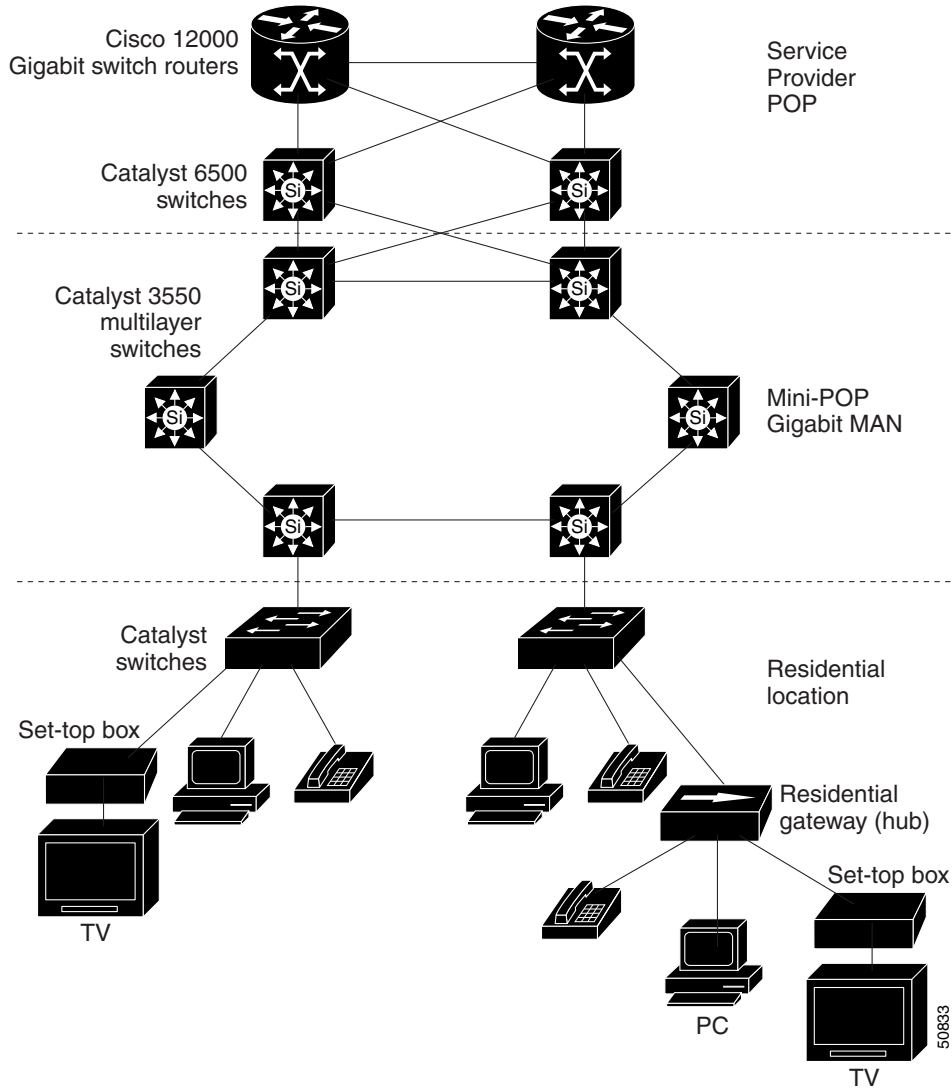 Cisco 12000
Gigabit switch routers
Service
Provider
POP
Catalyst 6500
switches
Si
Si
Catalyst 3550
multilayer
switches
Si
Si
Si
Si
Mini-POP
Gigabit MAN
Si
Si
Catalyst
switches
Residential
location
Set-top box
TV
Residential
gateway (hub)
Set-top box
PC
TV
50833